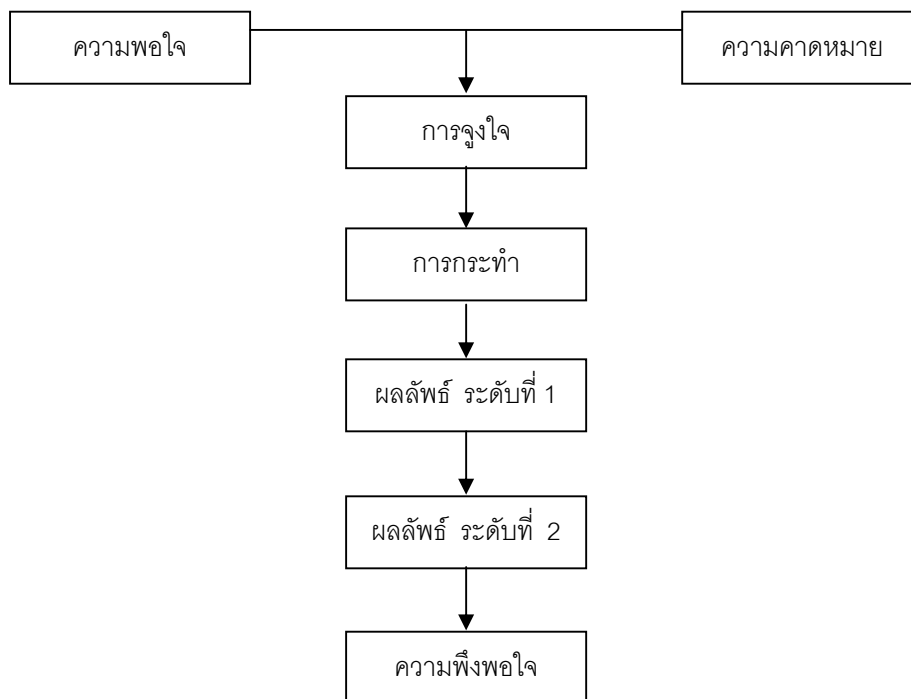 ความพอใจ
ความคาดหมาย
การจูงใจ
การกระทำ
ผลลัพธ์ ระดับที่ 1
ผลลัพธ์ ระดับที่ 2
ความพึงพอใจ